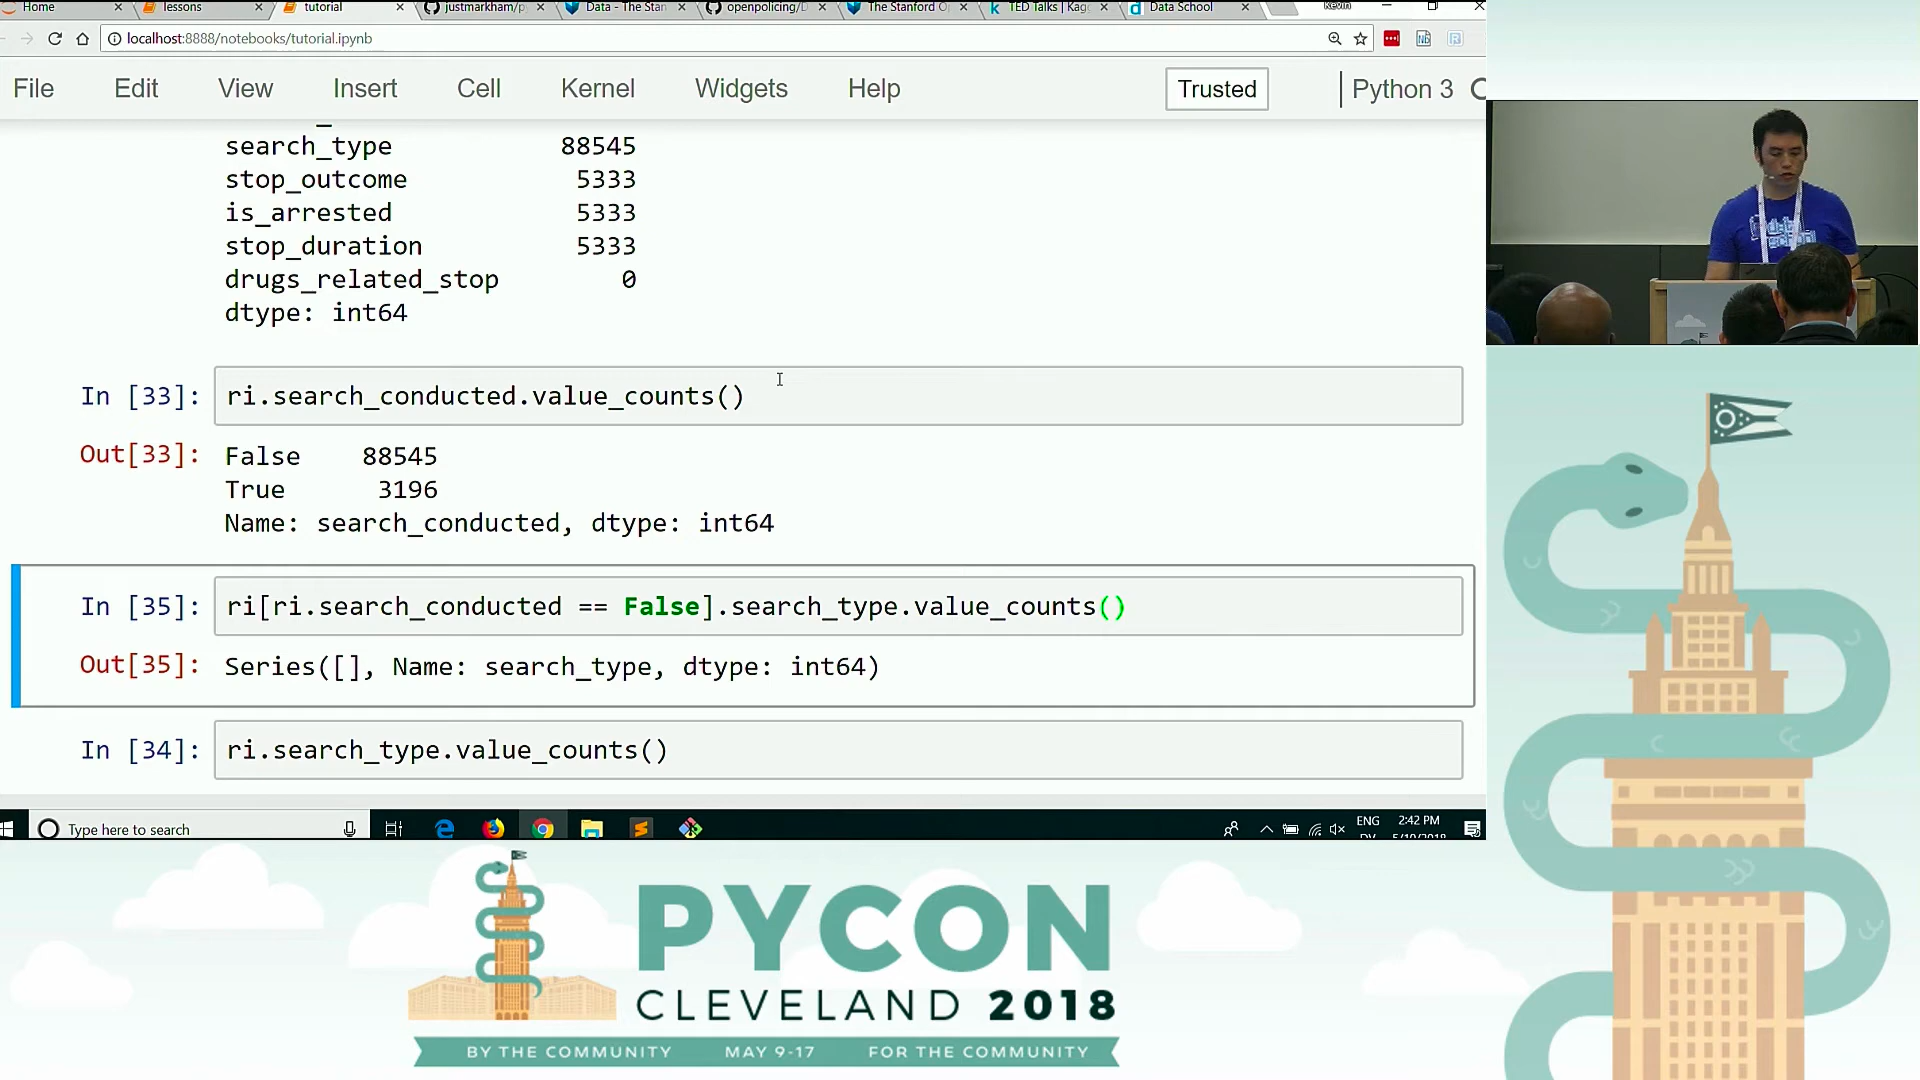 Home
lessons
tutorial
justmarkham/p
Data - The Stan
openpolicing/D
The Stanford O
TED Talks | Kag
Data School
Kevin
localhost:8888/notebooks/tutorial.ipynb
File Edit View Insert Cell Kernel Widgets Help Trusted Python 3
search_type 88545
stop_outcome 5333
is_arrested 5333
stop_duration 5333
drugs_related_stop 0
dtype: int64
In [33]: ri.search_conducted.value_counts()
Out[33]: False 88545
True 3196
Name: search_conducted, dtype: int64
In [35]: ri[ri.search_conducted == False].search_type.value_counts()
Out[35]: Series([], Name: search_type, dtype: int64)
In [34]: ri.search_type.value_counts()
Type here to search
ENG
2:42 PM
data
school
PYCON
CLEVELAND 2018
BY THE COMMUNITY MAY 9-17 FOR THE COMMUNITY